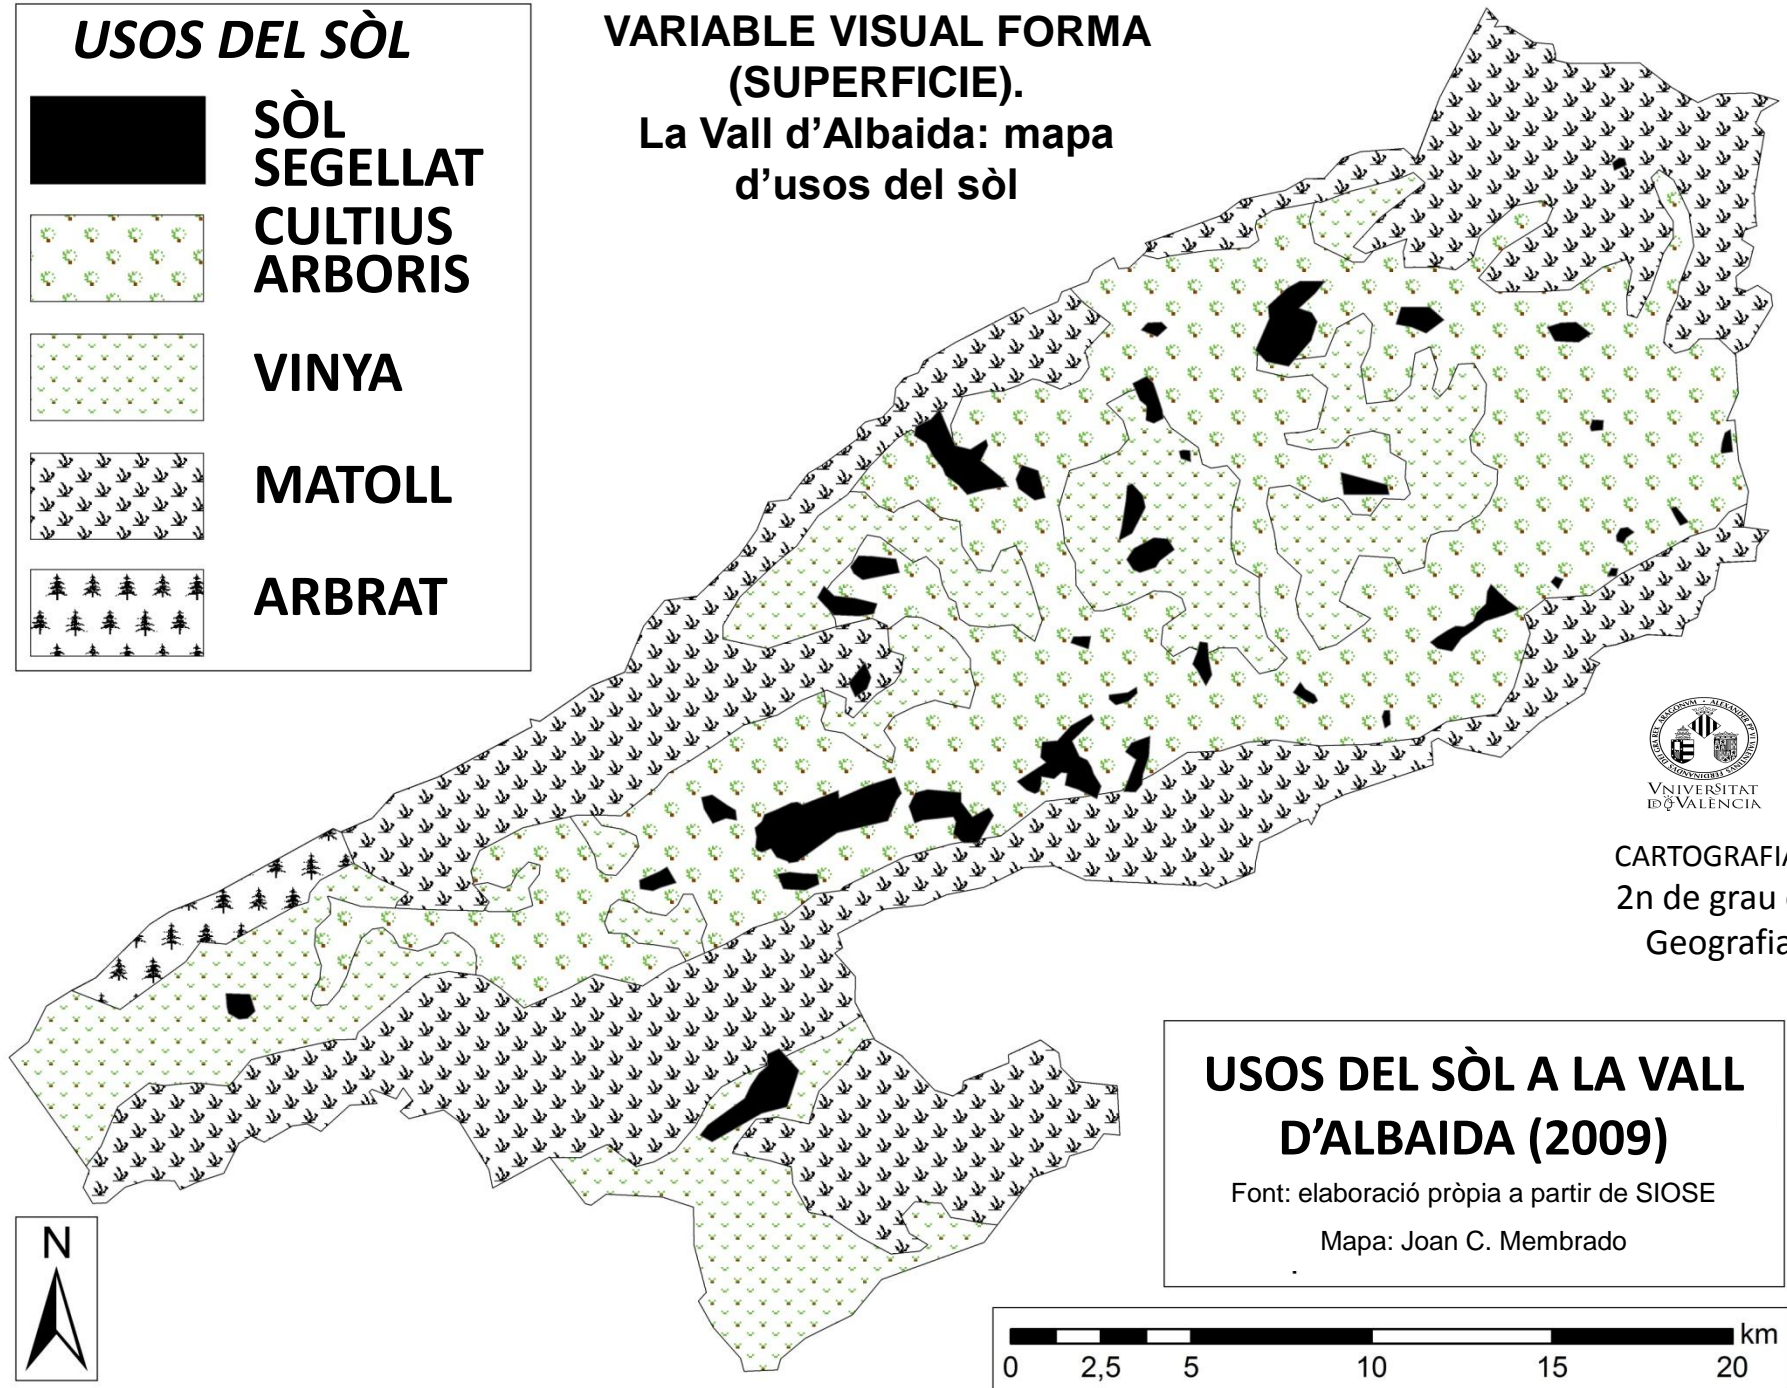 USOS DEL SÒL
SÒL
SEGELLAT
CULTIUS
ARBORIS
VINYA
MATOLL
ARBRAT
VARIABLE VISUAL FORMA
(SUPERFICIE).
La Vall d’Albaida: mapa
d’usos del sòl
VNIVERSITAT
DE VALÈNCIA
CARTOGRAFIA
2n de grau
Geografia
USOS DEL SÒL A LA VALL
D’ALBAIDA (2009)
Font: elaboració pròpia a partir de SIOSE
Mapa: Joan C. Membrado
.
N
km
0 2,5 5 10 15 20